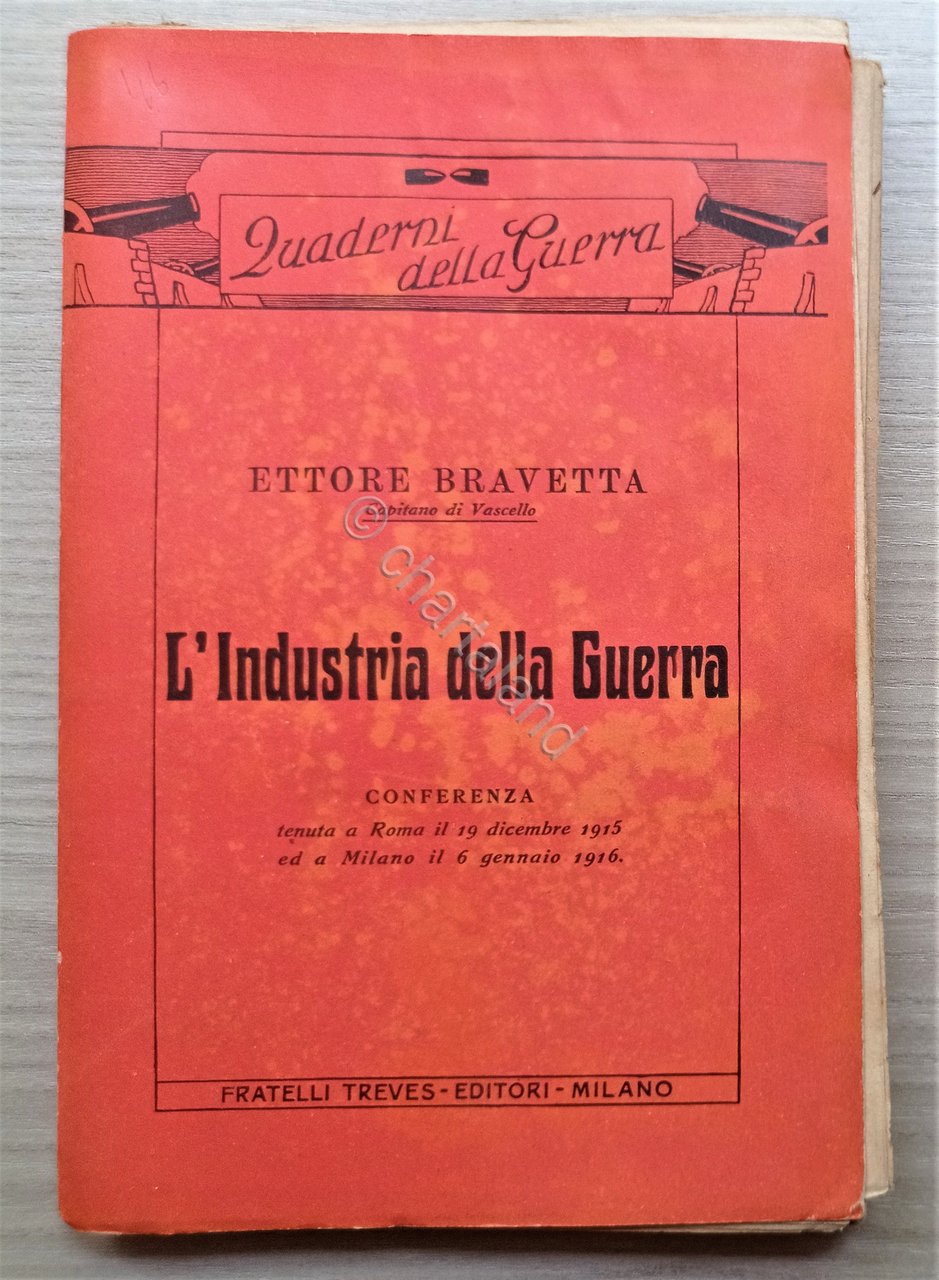 Quaderni
della Guerra
ETTORE BRAVETTA
Capitano di Vascello
L'Industria della Guerra
CONFERENZA
tenuta a Roma il 19 dicembre 1915
ed a Milano il 6 gennaio 1916.
FRATELLI TREVES - EDITORI - MILANO
© chartaland